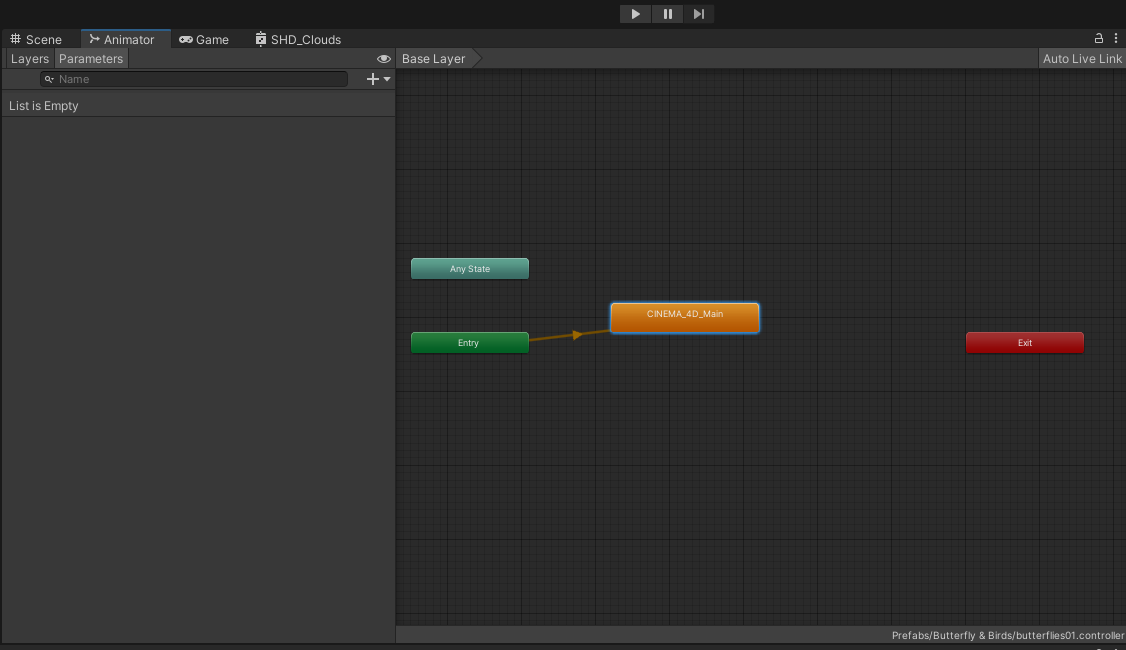 Scene Animator Game SHD_Clouds
Layers Parameters Base Layer Auto Live Link
Name
List is Empty
Any State
CINEMA_4D_Main
Entry
Exit
Prefabs/Butterfly & Birds/butterflies01.controller